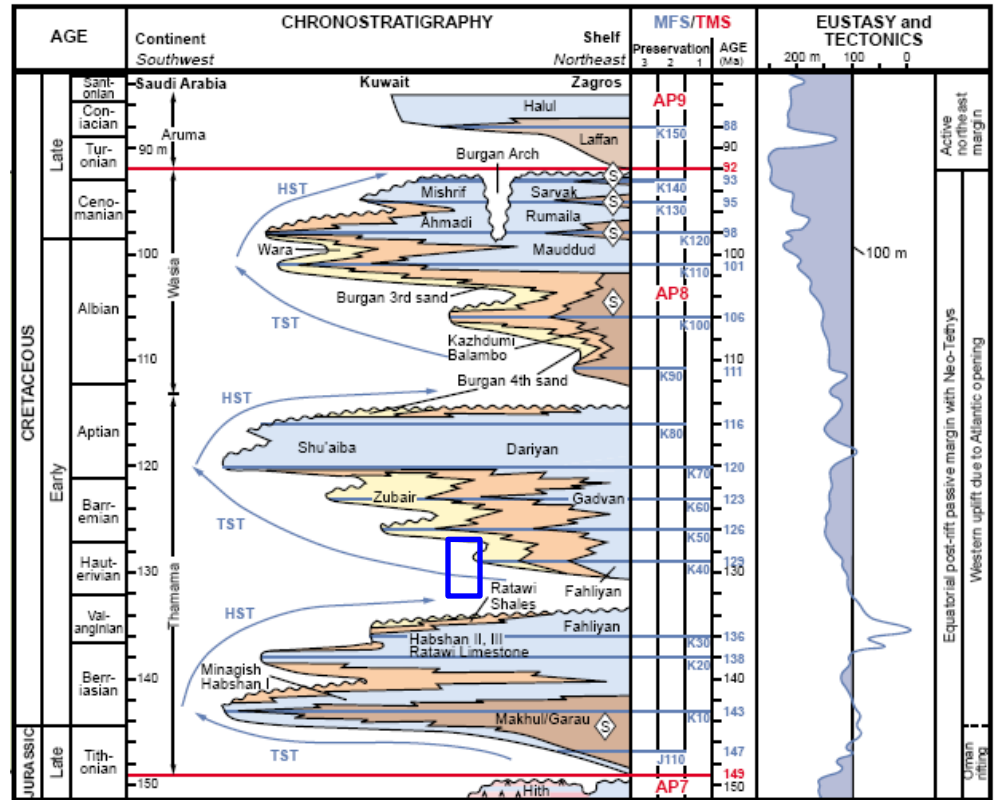 AGE
CHRONOSTRATIGRAPHY
MFS/TMS
EUSTASY and
TECTONICS
Continent
Southwest
Shelf
Northeast
Preservation
3 2 1
AGE
(Ma)
200 m 100 0
CRETACEOUS
JURASSIC
Late
Early
Late
Sant-
onian
Con-
iacian
Tur-
onian
Ceno-
manian
Albian
Aptian
Barr-
emian
Haut-
erivian
Val-
anginian
Berr-
iasian
Tith-
onian
Saudi Arabia
Kuwait
Zagros
Aruma
90 m
100
110
120
130
140
150
Wasia
Thamama
Halul
Laffan
Burgan Arch
HST
Mishrif
Sarvak
Ahmadi
Rumaila
Wara
Mauddud
Burgan 3rd sand
TST
Kazhdumi
Balambo
Burgan 4th sand
HST
Shu'aiba
Dariyan
Zubair
Gadvan
TST
Fahliyan
Ratawi
Shales
HST
Fahliyan
Habshan II, III
Ratawi Limestone
Minagish
Habshan I
Makhul/Garau
TST
Hith
S
S
S
S
S
AP9
K150
K140
K130
K120
K110
AP8
K100
K90
K80
K70
K60
K50
K40
K30
K20
K10
J110
AP7
88
90
92
93
95
98
100
101
106
110
111
116
120
123
126
129
130
136
138
140
143
147
149
150
100 m
Active
northeast
margin
Equatorial post-rift passive margin with Neo-Tethys
Western uplift due to Atlantic opening
Oman
rifting